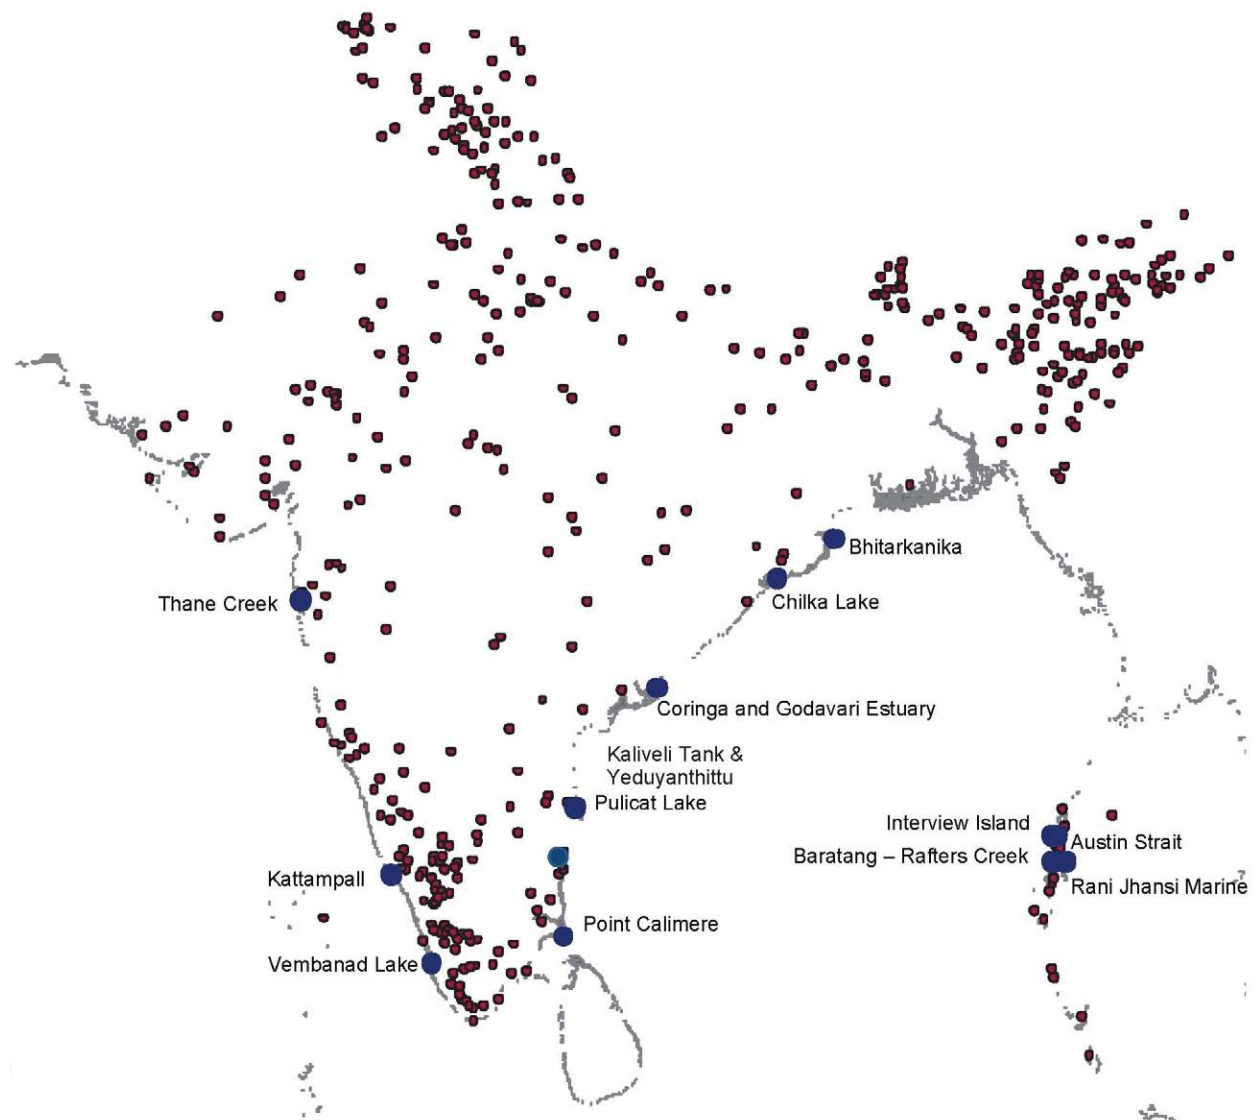 Bhitarkanika
Thane Creek
Chilka Lake
Coringa and Godavari Estuary
Kaliveli Tank &
Yeduyanthittu
Pulicat Lake
Interview Island
Austin Strait
Baratang – Rafters Creek
Kattampall
Rani Jhansi Marine
Point Calimere
Vembanad Lake